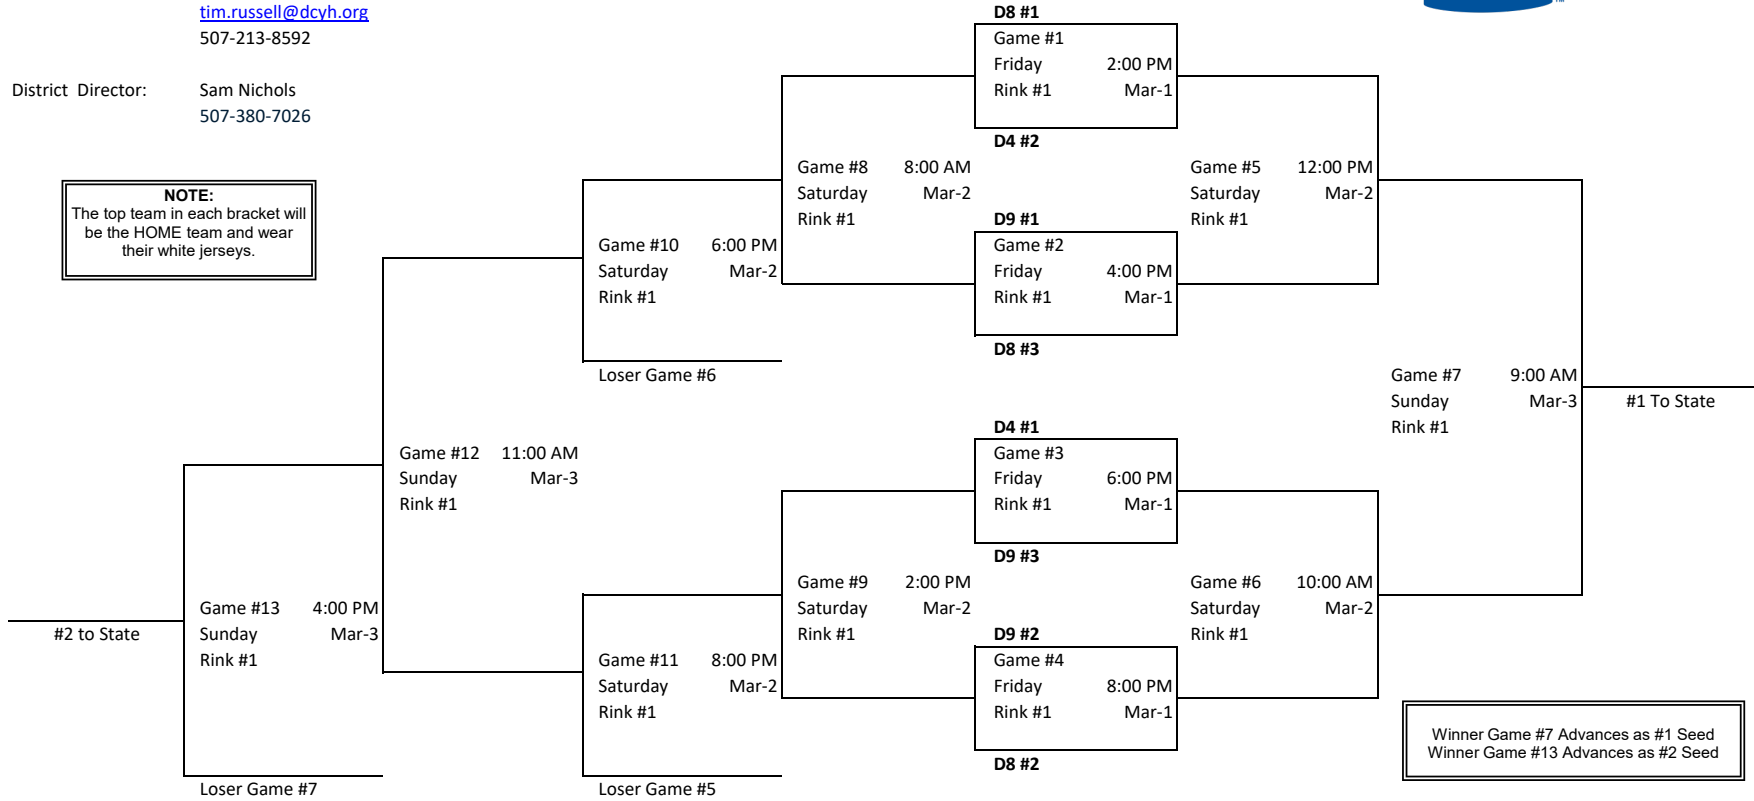 tim.russell@dcyh.org
507-213-8592
District Director: Sam Nichols
507-380-7026
NOTE:
The top team in each bracket will
be the HOME team and wear
their white jerseys.
D8 #1
Game #1
Friday 2:00 PM
Rink #1 Mar-1
D4 #2
Game #8 8:00 AM
Saturday Mar-2
Rink #1
Game #5 12:00 PM
Saturday Mar-2
Rink #1
D9 #1
Game #2
Friday 4:00 PM
Rink #1 Mar-1
D8 #3
Game #10 6:00 PM
Saturday Mar-2
Rink #1
Loser Game #6
Game #7 9:00 AM
Sunday Mar-3
Rink #1
#1 To State
D4 #1
Game #3
Friday 6:00 PM
Rink #1 Mar-1
D9 #3
Game #12 11:00 AM
Sunday Mar-3
Rink #1
Game #9 2:00 PM
Saturday Mar-2
Rink #1
Game #6 10:00 AM
Saturday Mar-2
Rink #1
Game #13 4:00 PM
Sunday Mar-3
Rink #1
#2 to State
D9 #2
Game #4
Friday 8:00 PM
Rink #1 Mar-1
D8 #2
Game #11 8:00 PM
Saturday Mar-2
Rink #1
Loser Game #7
Loser Game #5
Winner Game #7 Advances as #1 Seed
Winner Game #13 Advances as #2 Seed